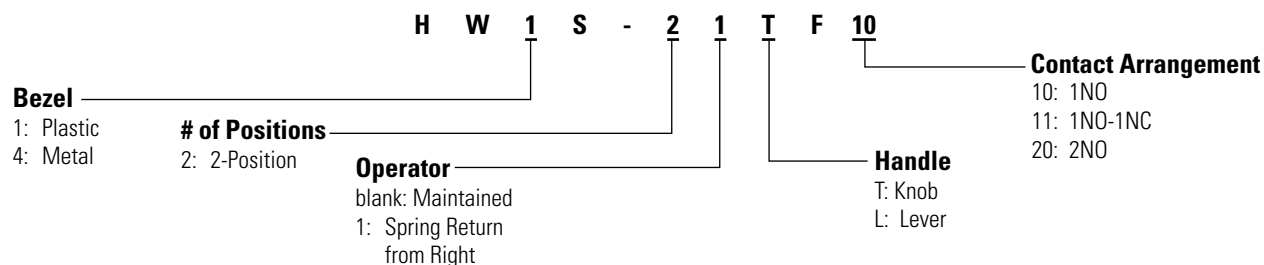 H W 1 S - 2 1 T F 10
Bezel
1: Plastic
4: Metal
# of Positions
2: 2-Position
Operator
blank: Maintained
1: Spring Return
from Right
Handle
T: Knob
L: Lever
Contact Arrangement
10: 1NO
11: 1NO-1NC
20: 2NO